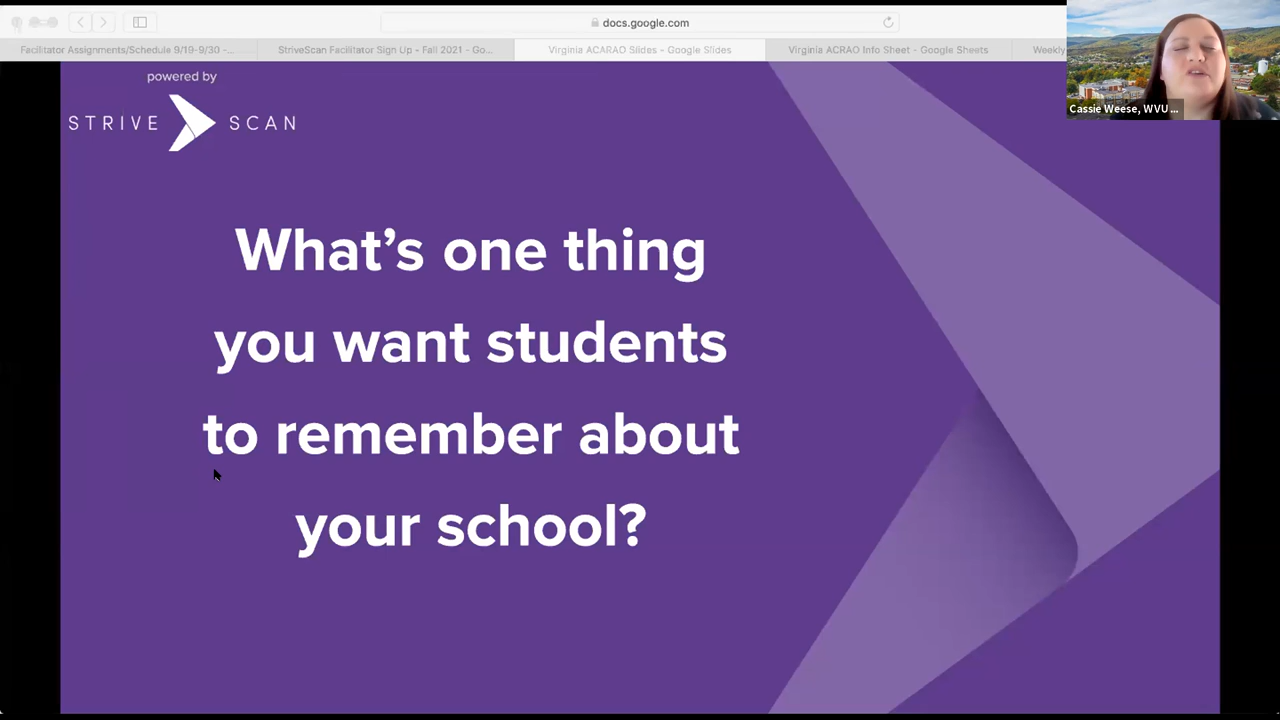 docs.google.com
Facilitator Assignments/Schedule 9/19-9/30 -...
StriveScan Facilitator Sign Up - Fall 2021 - Go...
Virginia ACARAO Slides - Google Slides
Virginia ACRAO Info Sheet - Google Sheets
Weekly
Cassie Weese, WVU ...
powered by
STRIVE SCAN
What's one thing
you want students
to remember about
your school?